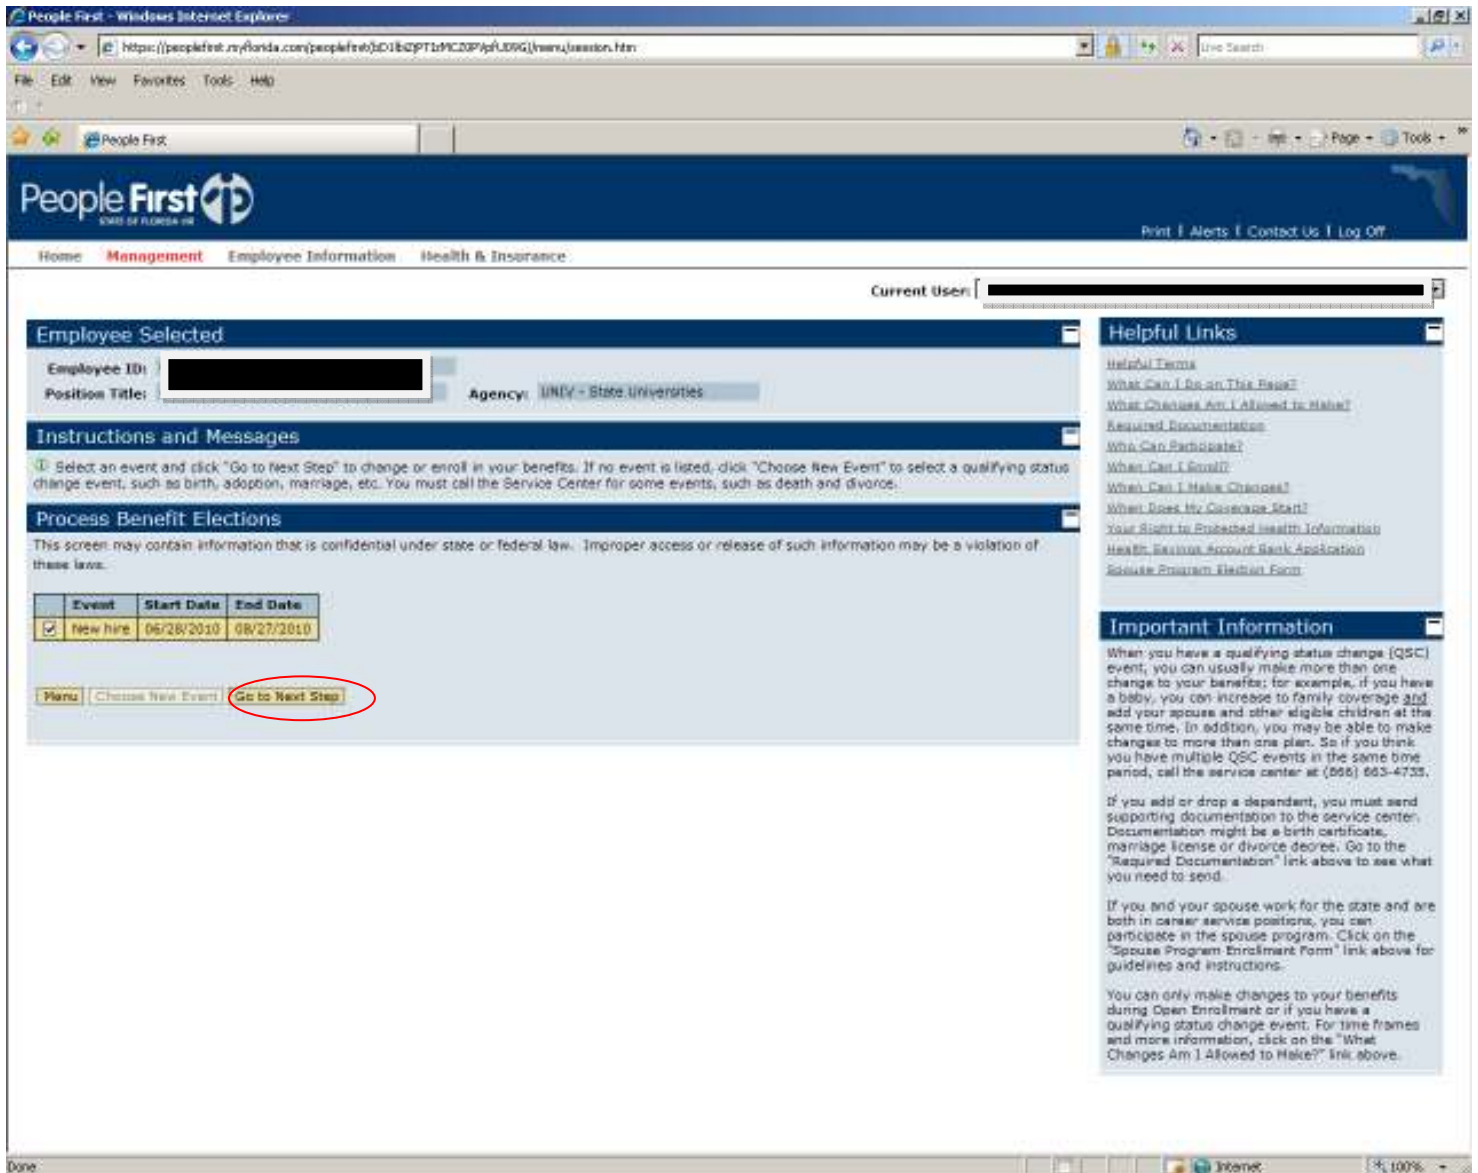 People First - Windows Internet Explorer
Live Search
File Edit View Favorites Tools Help
People First
Page Tools
People First
STATE OF FLORIDA HR
Print | Alerts | Contact Us | Log Off
Home Management Employee Information Health & Insurance
Current User:
Employee Selected
Employee ID:
Position Title:
Agency: UNIV - State Universities
Instructions and Messages
Select an event and click "Go to Next Step" to change or enroll in your benefits. If no event is listed, click "Choose New Event" to select a qualifying status
change event, such as birth, adoption, marriage, etc. You must call the Service Center for some events, such as death and divorce.
Process Benefit Elections
This screen may contain information that is confidential under state or federal law. Improper access or release of such information may be a violation of
these laws.
Event Start Date End Date
New hire 06/28/2010 08/27/2010
Menu Choose New Event Go to Next Step
Helpful Links
Helpful Terms
What Can I Do on This Page?
What Changes Am I Allowed to Make?
Required Documentation
Who Can Participate?
When Can I Enroll?
When Can I Make Changes?
When Does My Coverage Start?
Your Right to Protected Health Information
Health Savings Account Bank Application
Spouse Program Election Form
Important Information
When you have a qualifying status change (QSC)
event, you can usually make more than one
change to your benefits; for example, if you have
a baby, you can increase to family coverage and
add your spouse and other eligible children at the
same time. In addition, you may be able to make
changes to more than one plan. So if you think
you have multiple QSC events in the same time
period, call the service center at (866) 663-4735.
If you add or drop a dependent, you must send
supporting documentation to the service center.
Documentation might be a birth certificate,
marriage license or divorce decree. Go to the
"Required Documentation" link above to see what
you need to send.
If you and your spouse work for the state and are
both in career service positions, you can
participate in the spouse program. Click on the
"Spouse Program Enrollment Form" link above for
guidelines and instructions.
You can only make changes to your benefits
during Open Enrollment or if you have a
qualifying status change event. For time frames
and more information, click on the "What
Changes Am I Allowed to Make?" link above.
Done
Internet
100%